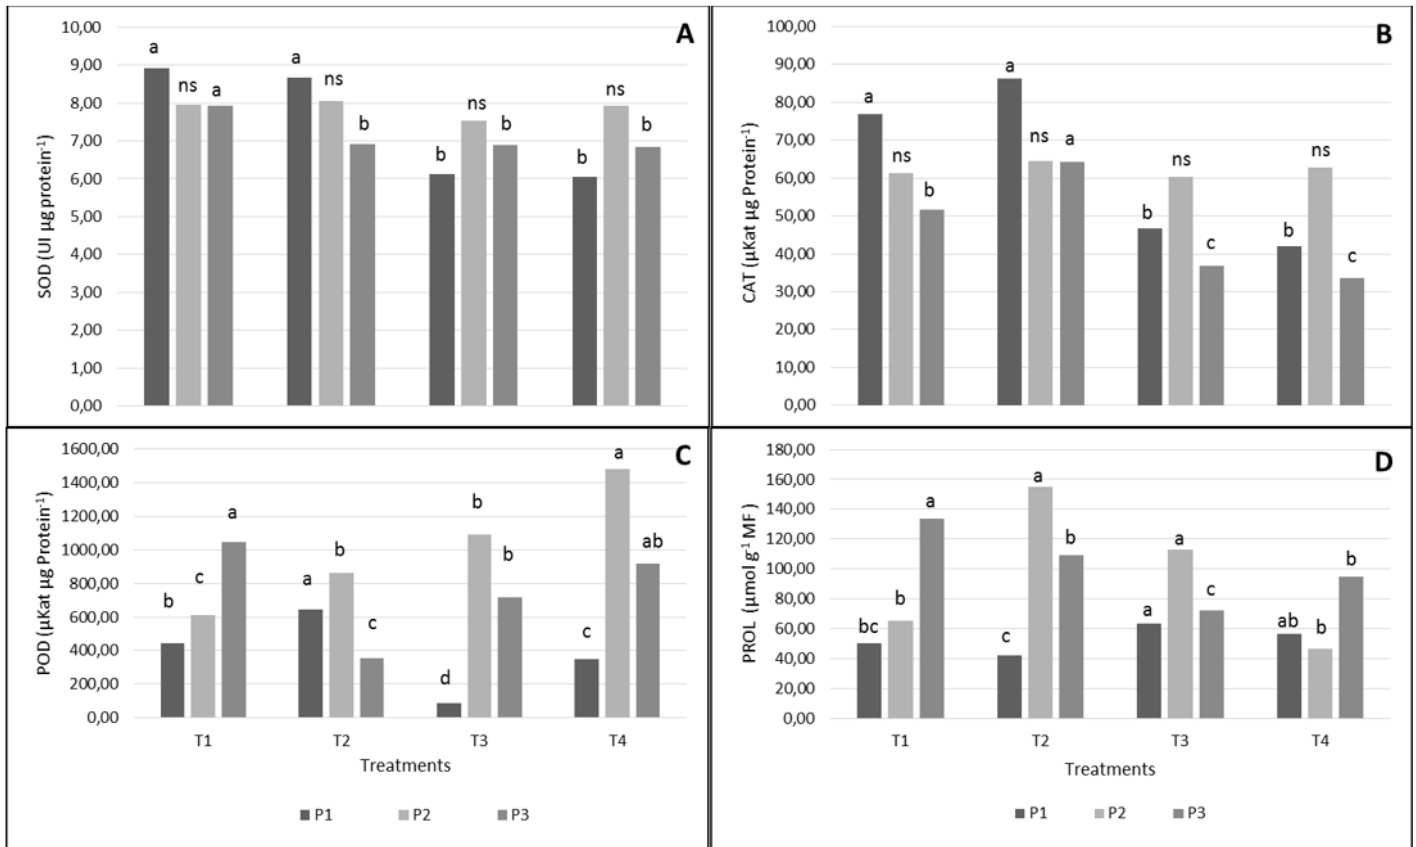 A
SOD (UI µg protein-1)
10,00
9,00
8,00
7,00
6,00
5,00
4,00
3,00
2,00
1,00
0,00
a ns a
a ns b
b ns b
b ns b
B
CAT (µKat µg Protein-1)
100,00
90,00
80,00
70,00
60,00
50,00
40,00
30,00
20,00
10,00
0,00
a ns b
a ns a
b ns c
b ns c
C
POD (µKat µg Protein-1)
1600,00
1400,00
1200,00
1000,00
800,00
600,00
400,00
200,00
0,00
b c a
a b c
d b b
c a ab
T1 T2 T3 T4
Treatments
P1 P2 P3
D
PROL (µmol g-1 MF)
180,00
160,00
140,00
120,00
100,00
80,00
60,00
40,00
20,00
0,00
bc b a
c a b
a a c
ab b b
T1 T2 T3 T4
Treatments
P1 P2 P3